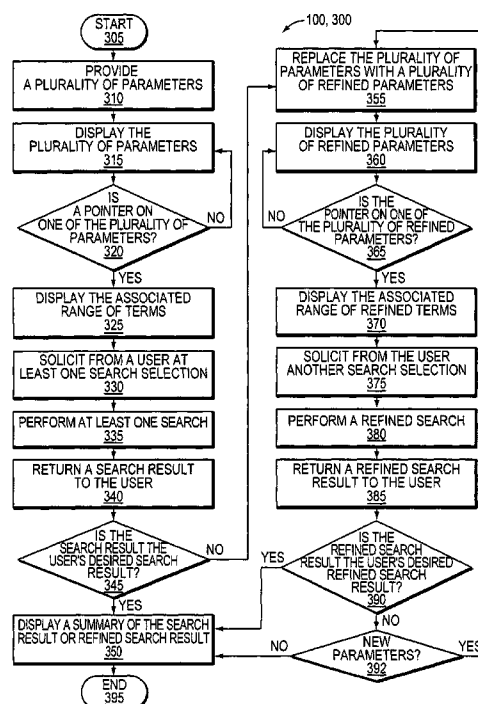 START
305
PROVIDE
A PLURALITY OF PARAMETERS
310
DISPLAY THE
PLURALITY OF PARAMETERS
315
IS
A POINTER ON
ONE OF THE PLURALITY OF
PARAMETERS?
320
NO
YES
DISPLAY THE ASSOCIATED
RANGE OF TERMS
325
SOLICIT FROM A USER AT
LEAST ONE SEARCH SELECTION
330
PERFORM AT LEAST ONE SEARCH
335
RETURN A SEARCH RESULT
TO THE USER
340
IS THE
SEARCH RESULT THE
USER'S DESIRED SEARCH
RESULT?
345
NO
YES
DISPLAY A SUMMARY OF THE SEARCH
RESULT OR REFINED SEARCH RESULT
350
END
395
100, 300
REPLACE THE PLURALITY OF
PARAMETERS WITH A PLURALITY
OF REFINED PARAMETERS
355
DISPLAY THE PLURALITY
OF REFINED PARAMETERS
360
IS THE
POINTER ON ONE OF
THE PLURALITY OF REFINED
PARAMETERS?
365
NO
YES
DISPLAY THE ASSOCIATED
RANGE OF REFINED TERMS
370
SOLICIT FROM THE USER
ANOTHER SEARCH SELECTION
375
PERFORM A REFINED SEARCH
380
RETURN A REFINED SEARCH
RESULT TO THE USER
385
IS THE
REFINED SEARCH
RESULT THE USER'S DESIRED
REFINED SEARCH
RESULT?
390
YES
NO
NEW
PARAMETERS?
392
NO
YES